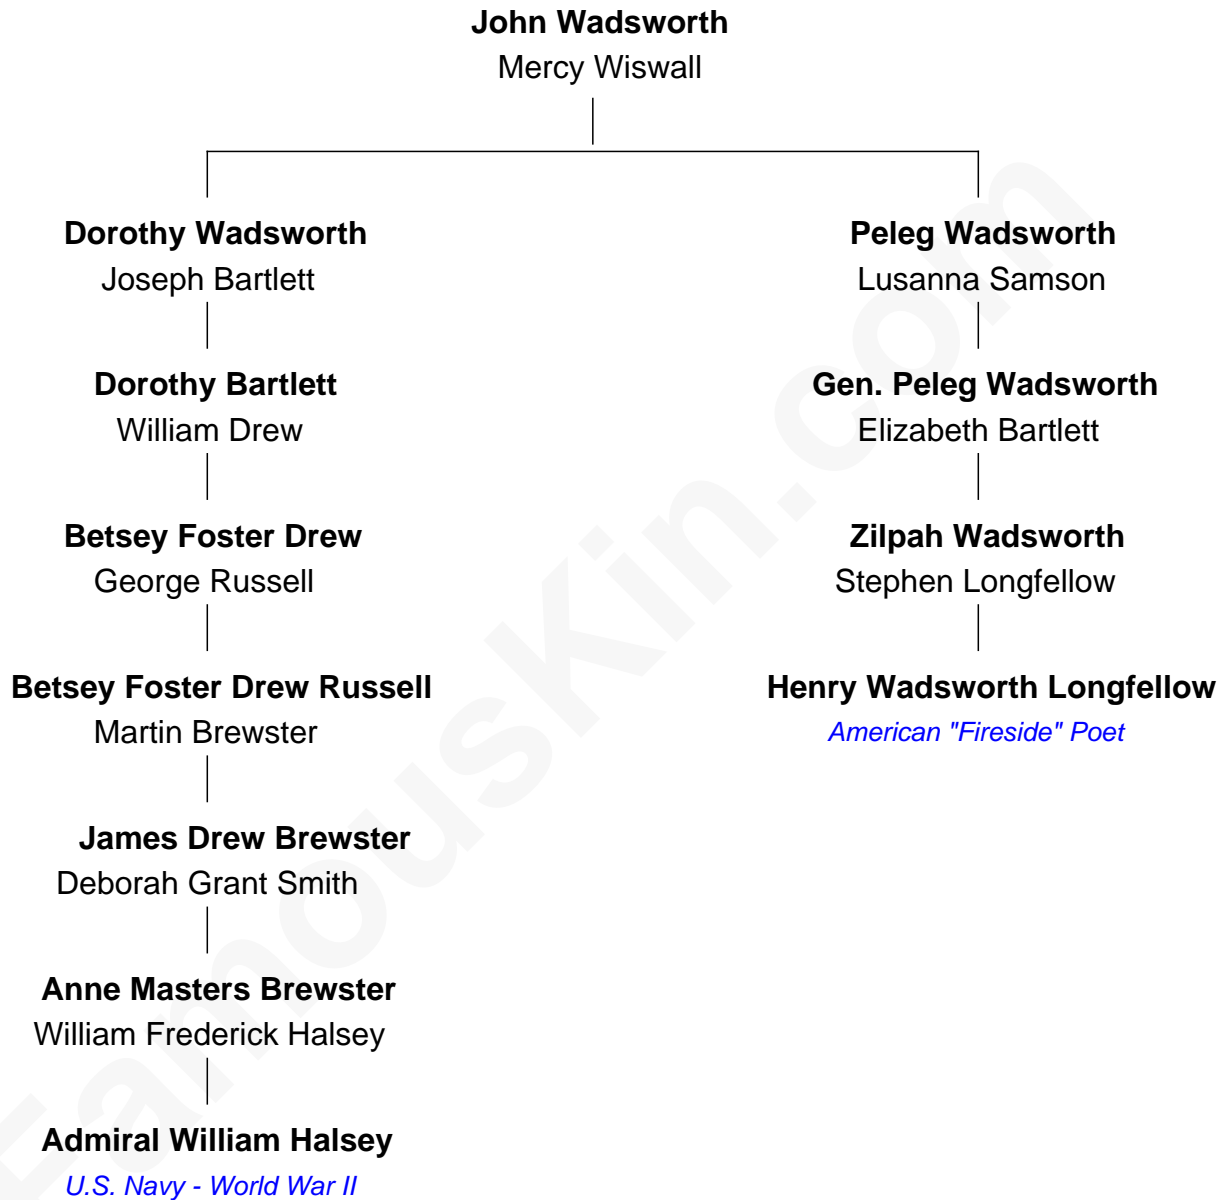 John Wadsworth
Mercy Wiswall
Dorothy Wadsworth
Joseph Bartlett
Peleg Wadsworth
Lusanna Samson
Dorothy Bartlett
William Drew
Gen. Peleg Wadsworth
Elizabeth Bartlett
Betsey Foster Drew
George Russell
Zilpah Wadsworth
Stephen Longfellow
Betsey Foster Drew Russell
Martin Brewster
Henry Wadsworth Longfellow
American "Fireside" Poet
James Drew Brewster
Deborah Grant Smith
Anne Masters Brewster
William Frederick Halsey
Admiral William Halsey
U.S. Navy - World War II
FamousKin.com